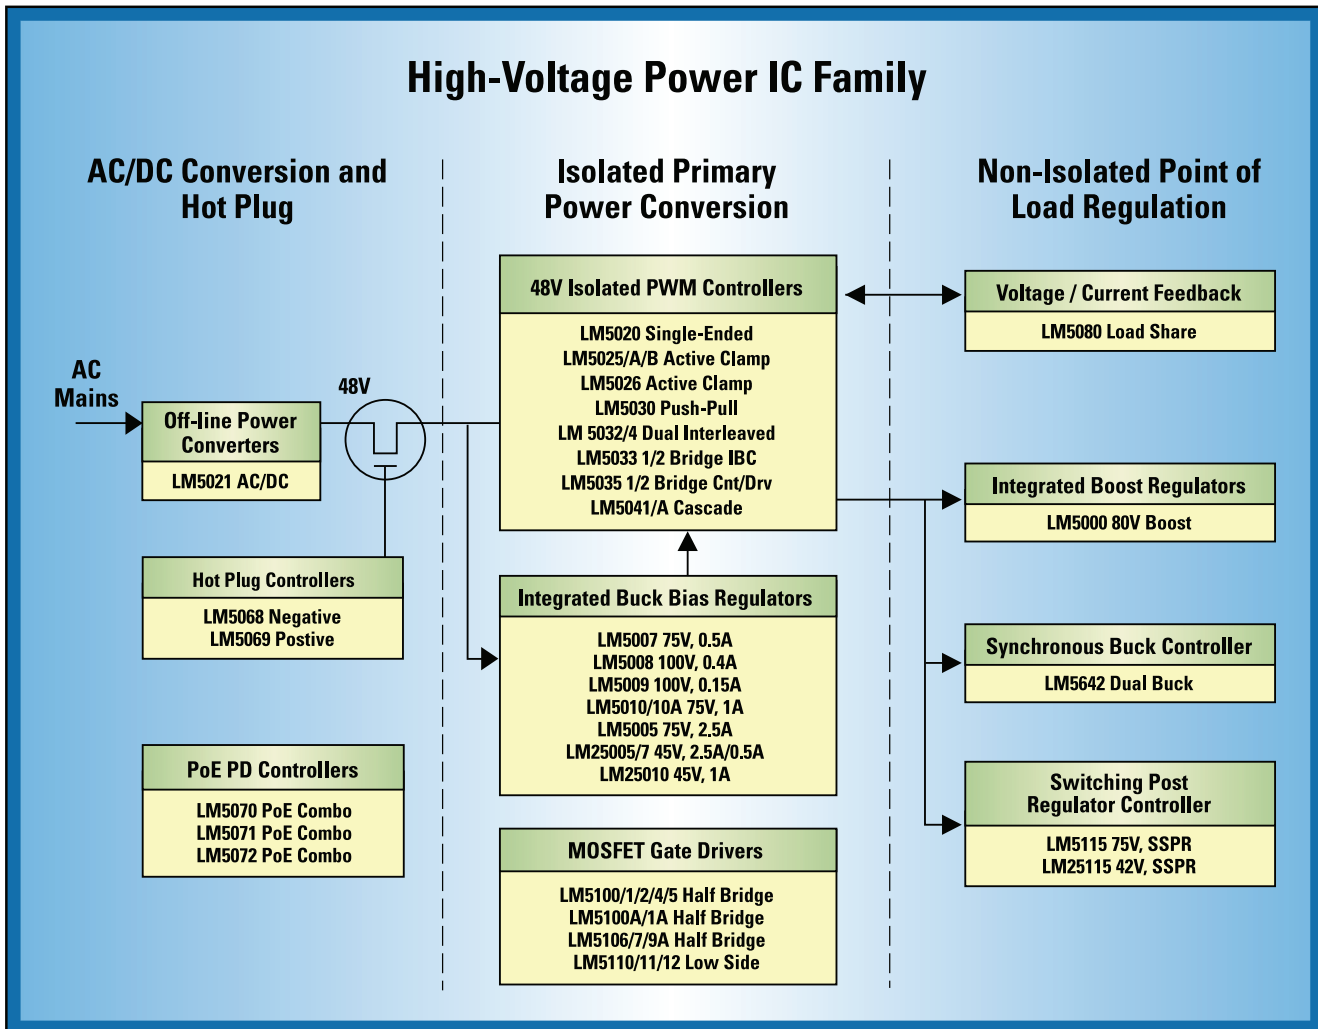 High-Voltage Power IC Family
AC/DC Conversion and
Hot Plug
AC
Mains
48V
Off-line Power
Converters
LM5021 AC/DC
Hot Plug Controllers
LM5068 Negative
LM5069 Postive
PoE PD Controllers
LM5070 PoE Combo
LM5071 PoE Combo
LM5072 PoE Combo
Isolated Primary
Power Conversion
48V Isolated PWM Controllers
LM5020 Single-Ended
LM5025/A/B Active Clamp
LM5026 Active Clamp
LM5030 Push-Pull
LM 5032/4 Dual Interleaved
LM5033 1/2 Bridge IBC
LM5035 1/2 Bridge Cnt/Drv
LM5041/A Cascade
Integrated Buck Bias Regulators
LM5007 75V, 0.5A
LM5008 100V, 0.4A
LM5009 100V, 0.15A
LM5010/10A 75V, 1A
LM5005 75V, 2.5A
LM25005/7 45V, 2.5A/0.5A
LM25010 45V, 1A
MOSFET Gate Drivers
LM5100/1/2/4/5 Half Bridge
LM5100A/1A Half Bridge
LM5106/7/9A Half Bridge
LM5110/11/12 Low Side
Non-Isolated Point of
Load Regulation
Voltage / Current Feedback
LM5080 Load Share
Integrated Boost Regulators
LM5000 80V Boost
Synchronous Buck Controller
LM5642 Dual Buck
Switching Post
Regulator Controller
LM5115 75V, SSPR
LM25115 42V, SSPR